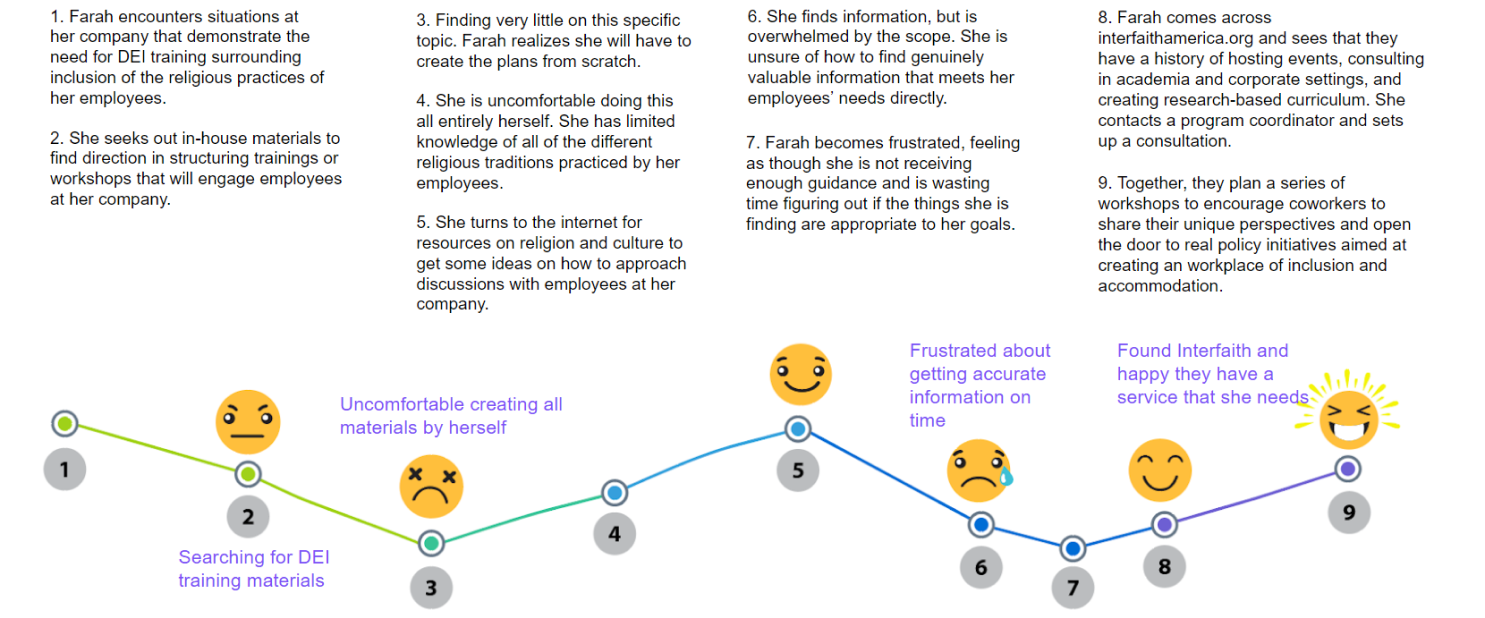 1. Farah encounters situations at
her company that demonstrate the
need for DEI training surrounding
inclusion of the religious practices of
her employees.
2. She seeks out in-house materials to
find direction in structuring trainings or
workshops that will engage employees
at her company.
3. Finding very little on this specific
topic. Farah realizes she will have to
create the plans from scratch.
4. She is uncomfortable doing this
all entirely herself. She has limited
knowledge of all of the different
religious traditions practiced by her
employees.
5. She turns to the internet for
resources on religion and culture to
get some ideas on how to approach
discussions with employees at her
company.
6. She finds information, but is
overwhelmed by the scope. She is
unsure of how to find genuinely
valuable information that meets her
employees’ needs directly.
7. Farah becomes frustrated, feeling
as though she is not receiving
enough guidance and is wasting
time figuring out if the things she is
finding are appropriate to her goals.
8. Farah comes across
interfaithamerica.org and sees that they
have a history of hosting events, consulting
in academia and corporate settings, and
creating research-based curriculum. She
contacts a program coordinator and sets
up a consultation.
9. Together, they plan a series of
workshops to encourage coworkers to
share their unique perspectives and open
the door to real policy initiatives aimed at
creating an workplace of inclusion and
accommodation.
1
2
Searching for DEI
training materials
Uncomfortable creating all
materials by herself
3
4
5
Frustrated about
getting accurate
information on
time
6
7
Found Interfaith and
happy they have a
service that she needs
8
9